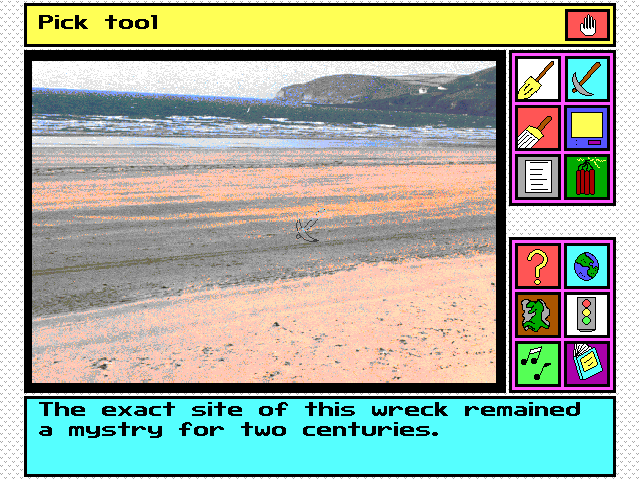 Pick tool
The exact site of this wreck remained
a mystry for two centuries.